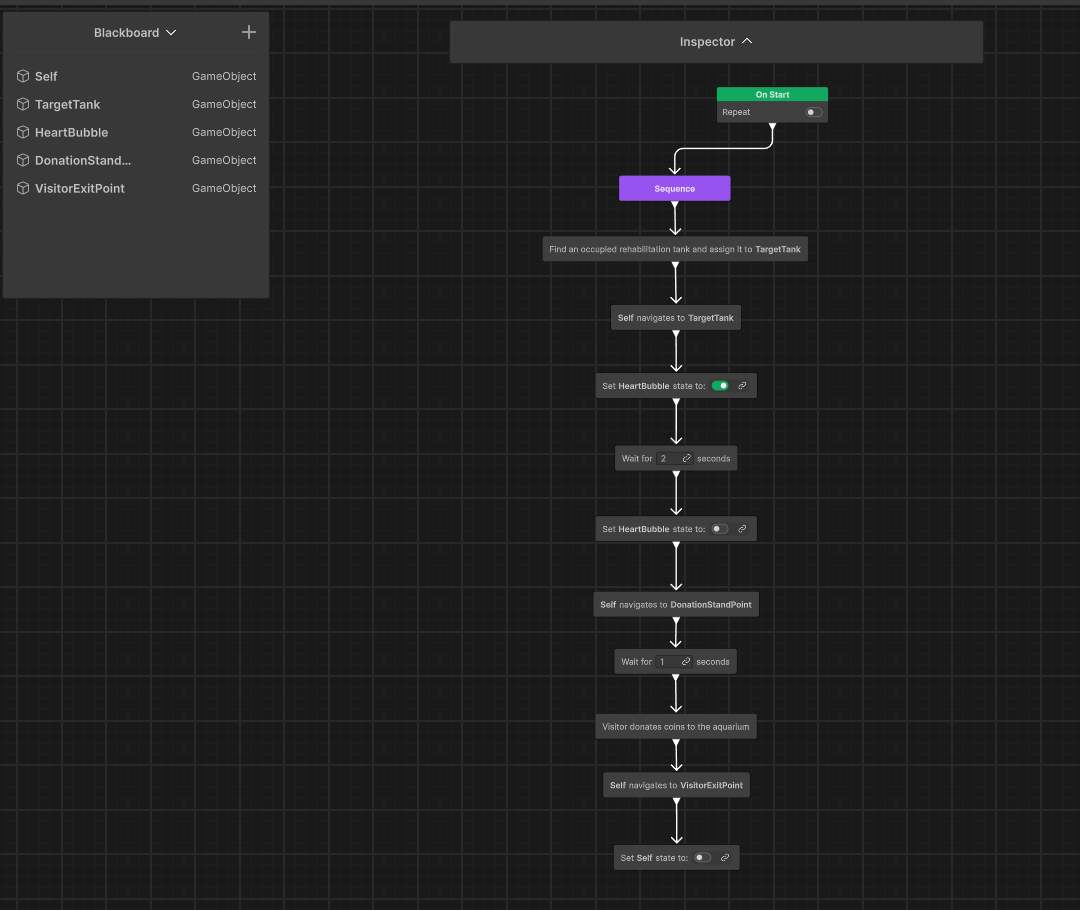 Blackboard
Self GameObject
TargetTank GameObject
HeartBubble GameObject
DonationStand... GameObject
VisitorExitPoint GameObject
Inspector
On Start
Repeat
Sequence
Find an occupied rehabilitation tank and assign it to TargetTank
Self navigates to TargetTank
Set HeartBubble state to:
Wait for 2 seconds
Set HeartBubble state to:
Self navigates to DonationStandPoint
Wait for 1 seconds
Visitor donates coins to the aquarium
Self navigates to VisitorExitPoint
Set Self state to: